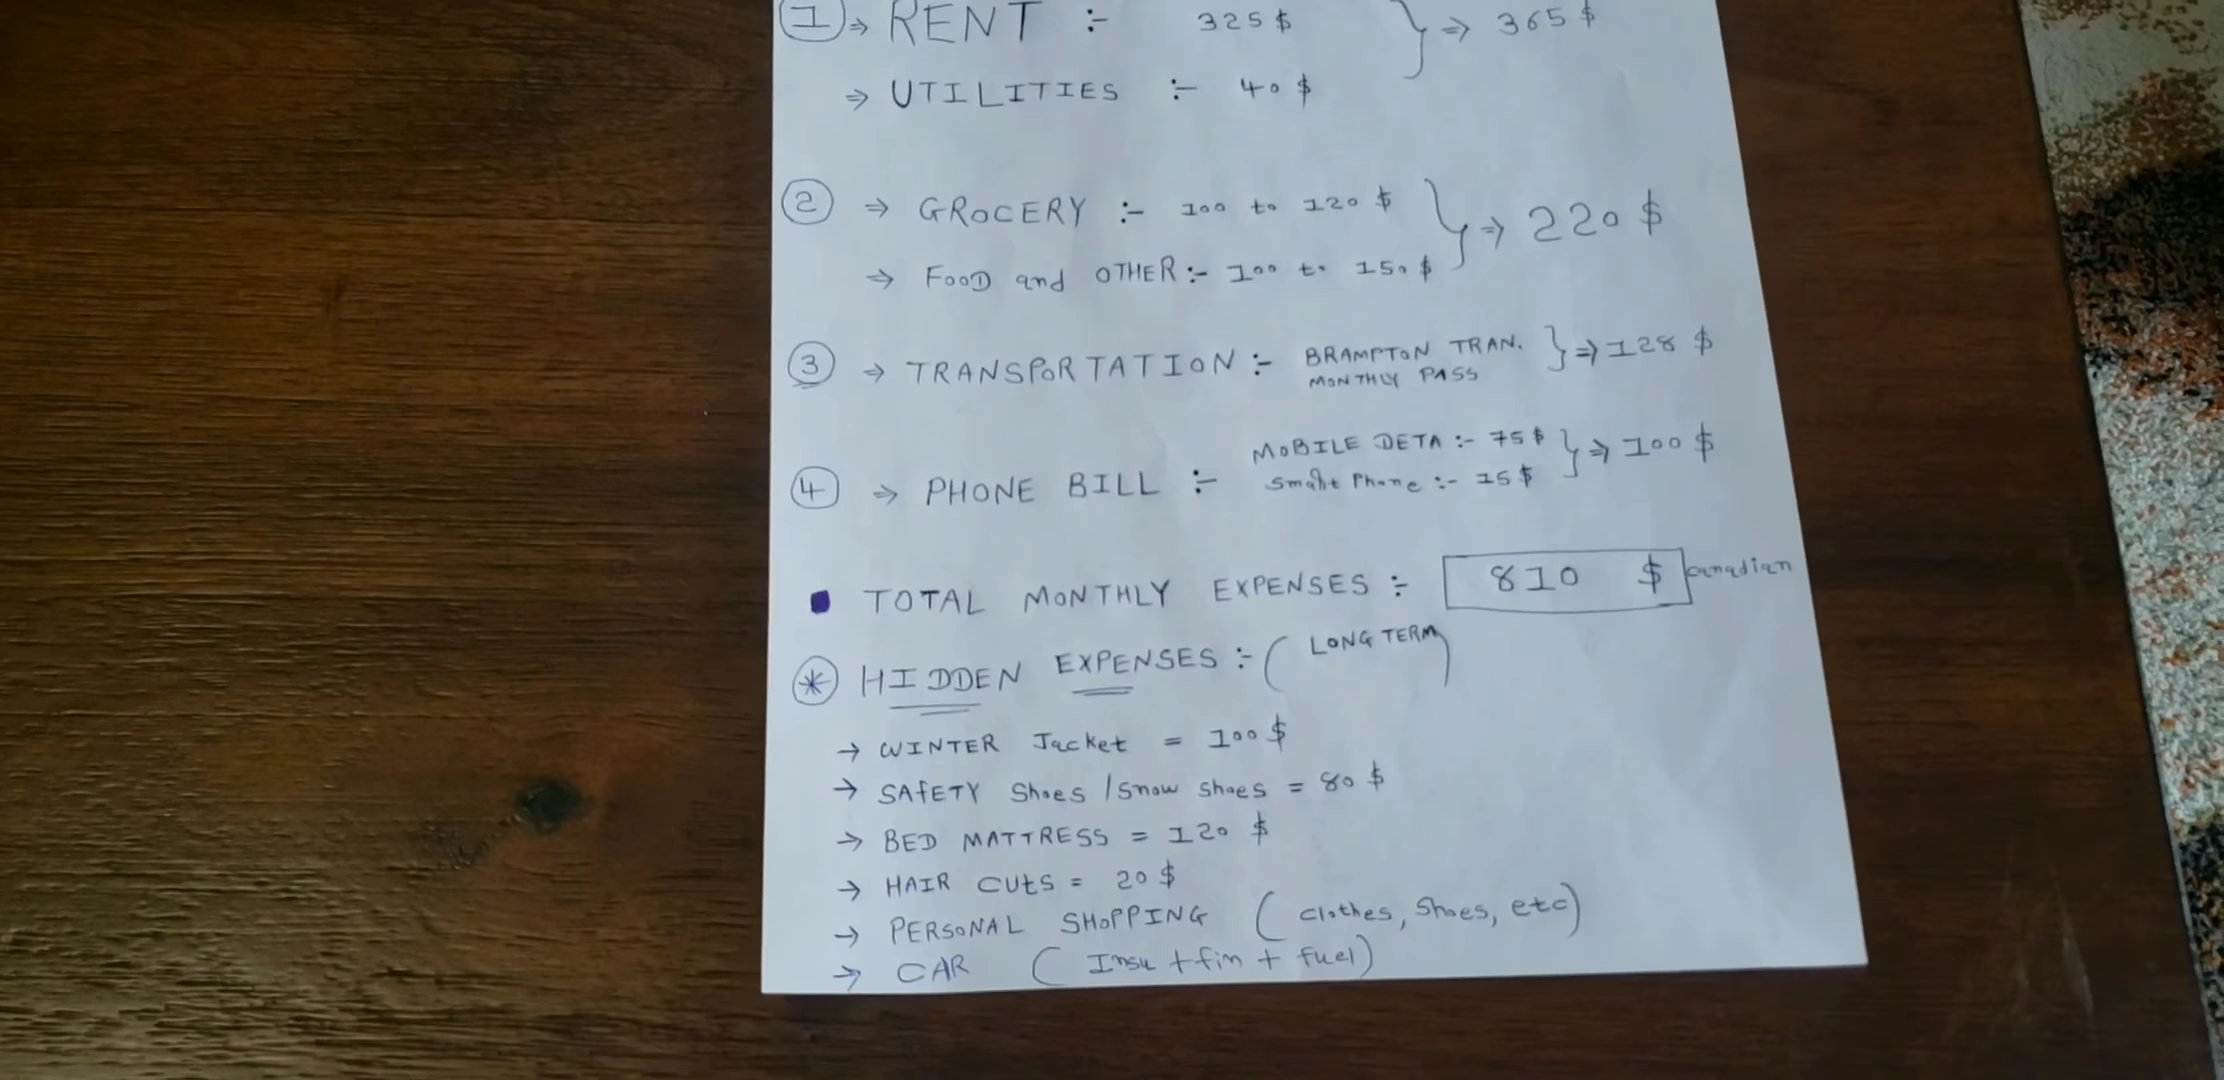 1 ⇒ RENT :- 325 $ } ⇒ 365 $
⇒ UTILITIES :- 40 $
2 ⇒ GROCERY :- 100 to 120 $ } ⇒ 220 $
⇒ FOOD and OTHER :- 100 to 150 $
3 ⇒ TRANSPORTATION :- BRAMPTON TRAN. } ⇒ 128 $
MONTHLY PASS
MOBILE DETA :- 75 $ } ⇒ 100 $
4 ⇒ PHONE BILL :- Smart Phone :- 25 $
TOTAL MONTHLY EXPENSES :- 810 $ canadian
* HIDDEN EXPENSES :- ( LONG TERM )
→ WINTER Jacket = 100 $
→ SAFETY Shoes / Snow Shoes = 80 $
→ BED MATTRESS = 120 $
→ HAIR CUtS = 20 $
→ PERSONAL SHOPPING ( clothes, Shoes, etc )
→ CAR ( Insu + fin + fuel )